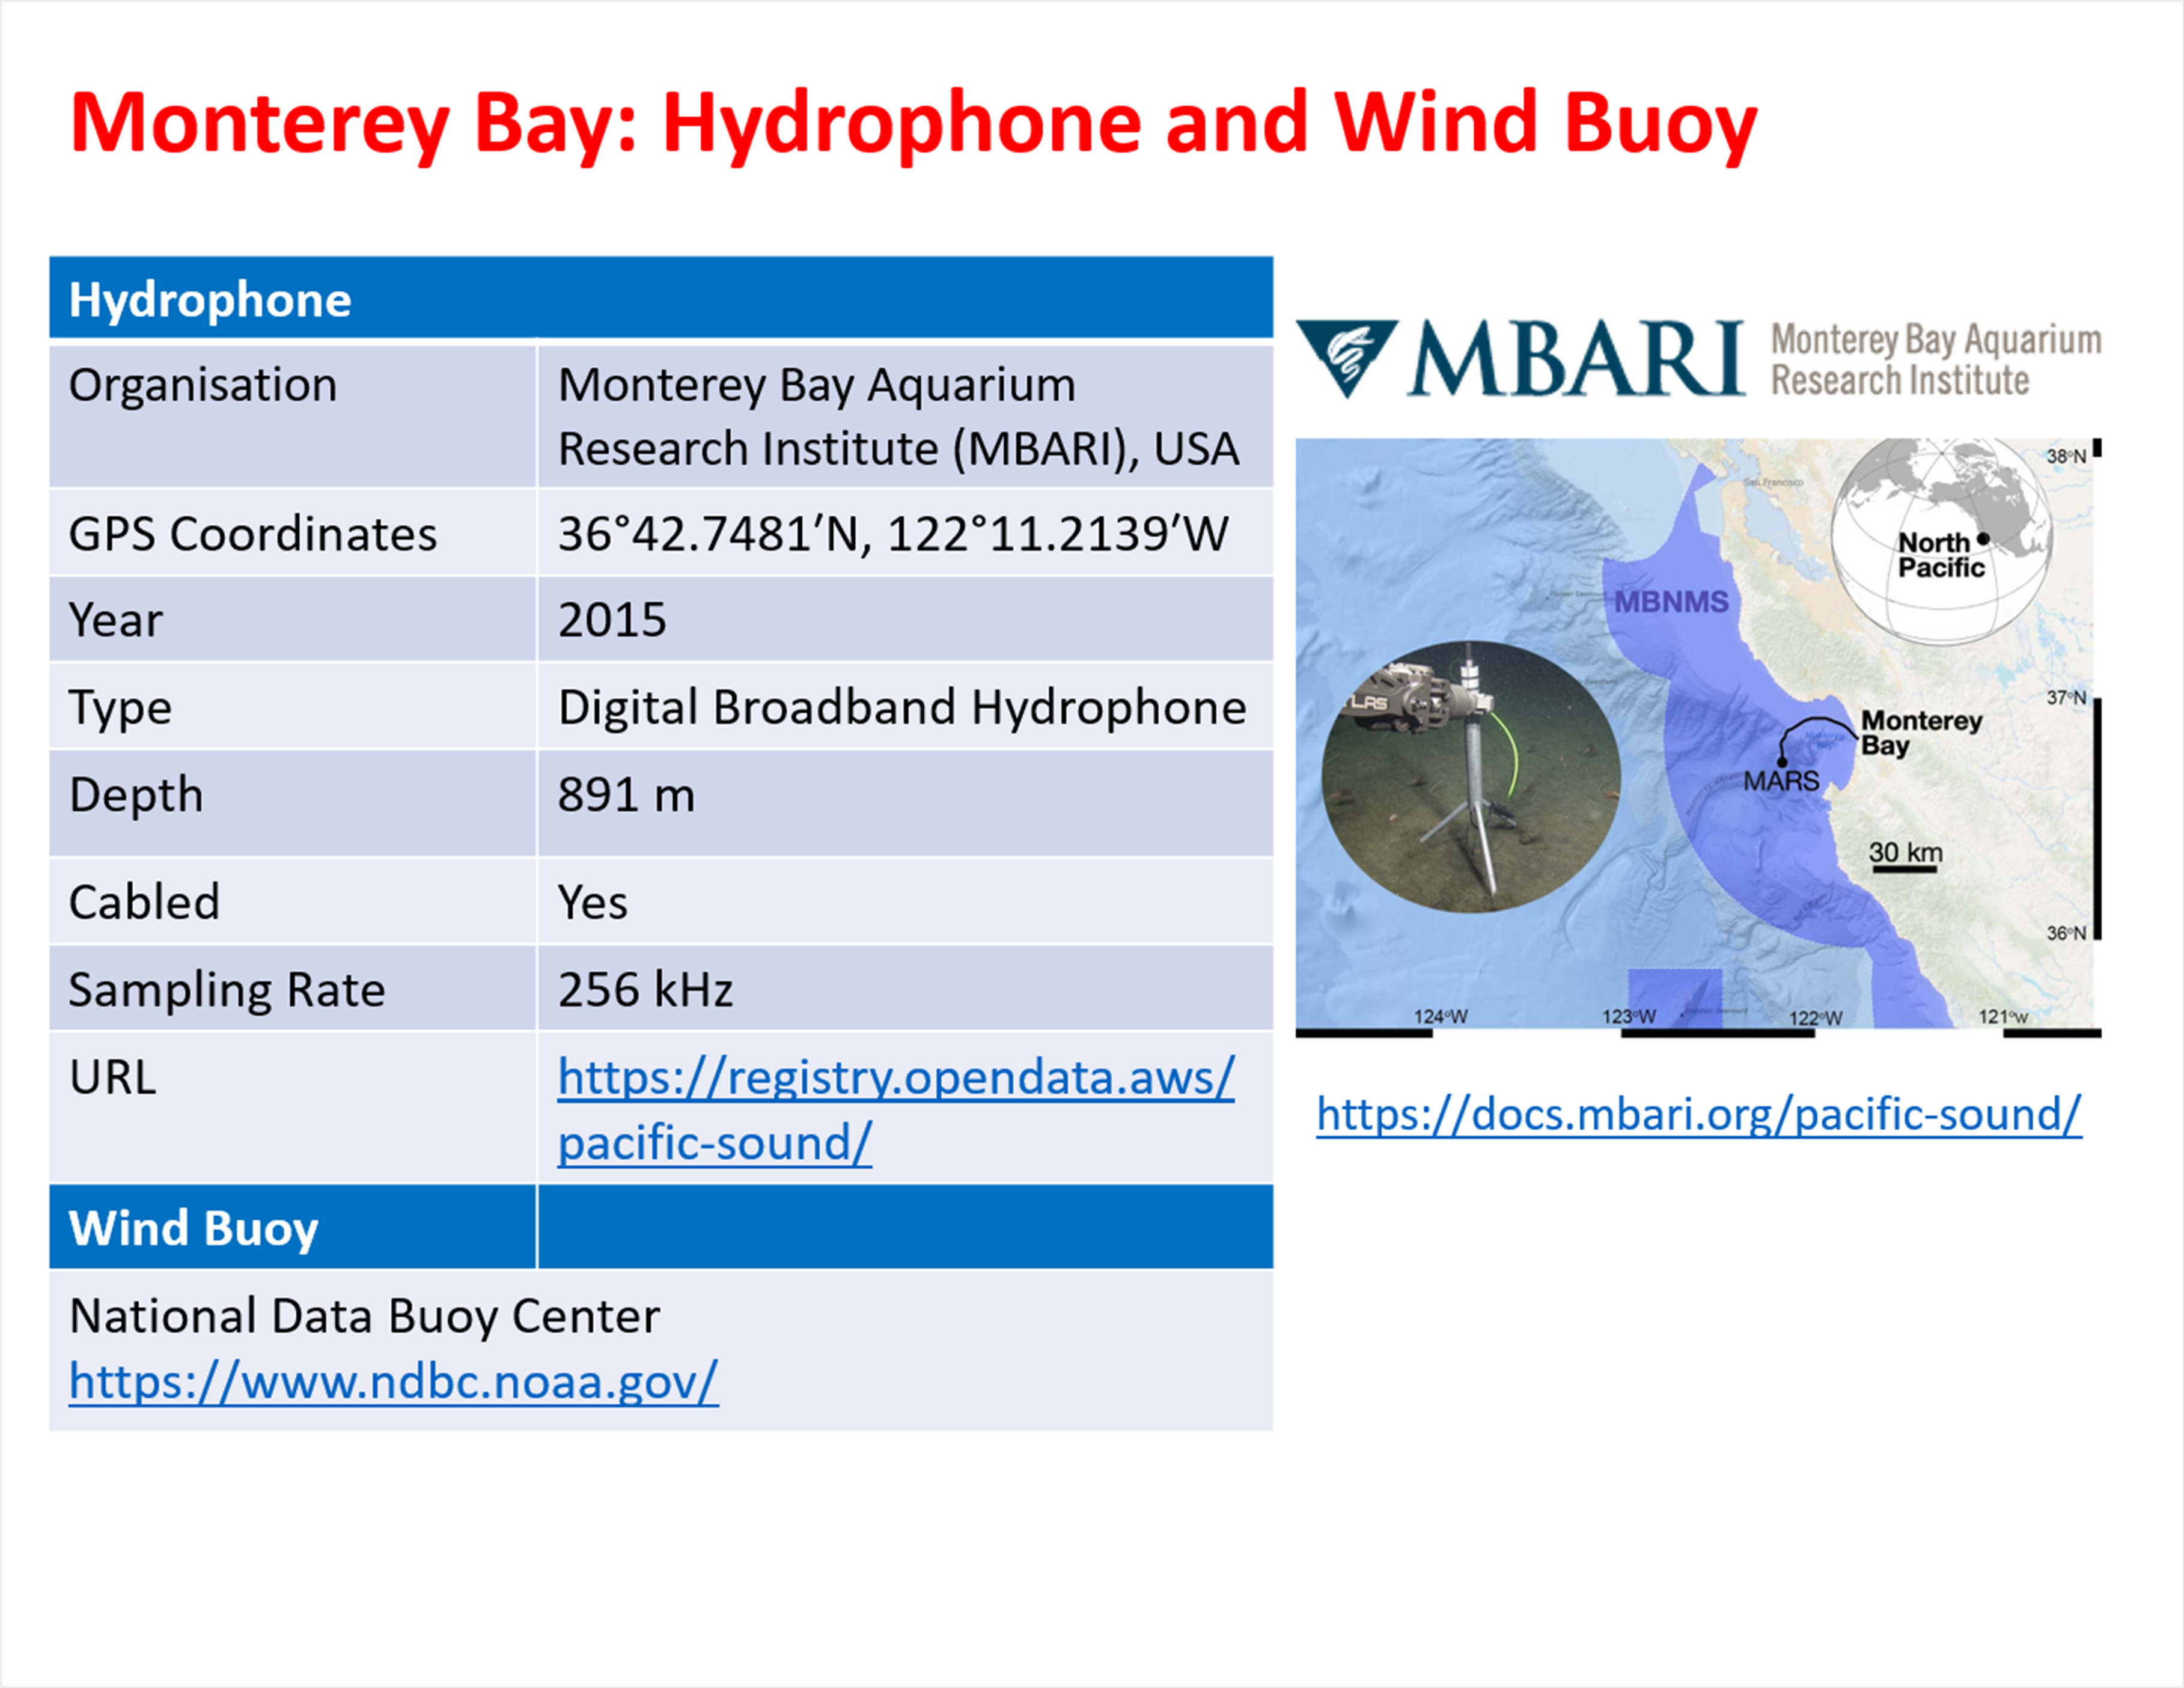 Monterey Bay: Hydrophone and Wind Buoy
Hydrophone
Organisation
Monterey Bay Aquarium
Research Institute (MBARI), USA
GPS Coordinates
36°42.7481′N, 122°11.2139′W
Year
2015
Type
Digital Broadband Hydrophone
Depth
891 m
Cabled
Yes
Sampling Rate
256 kHz
URL
https://registry.opendata.aws/
pacific-sound/
Wind Buoy
National Data Buoy Center
https://www.ndbc.noaa.gov/
MBARI
Monterey Bay Aquarium
Research Institute
38°N
San Francisco
North
Pacific
MBNMS
37°N
Monterey
Bay
MARS
30 km
36°N
124°W
123°W
122°W
121°W
https://docs.mbari.org/pacific-sound/